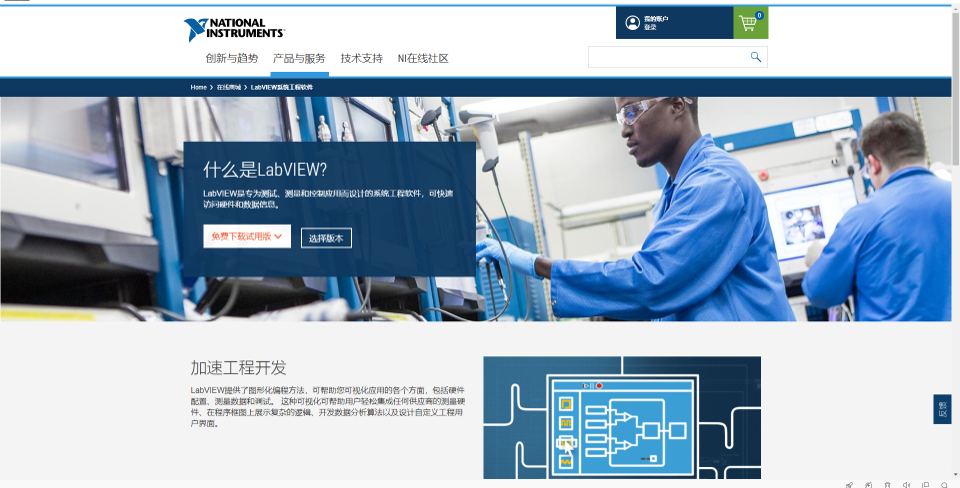 NATIONAL
INSTRUMENTS
我的账户
登录
0
创新与趋势 产品与服务 技术支持 NI在线社区
Home > 在线商城 > LabVIEW系统工程软件
什么是LabVIEW?
LabVIEW是专为测试、测量和控制应用而设计的系统工程软件，可快速
访问硬件和数据信息。
免费下载试用版 选择版本
加速工程开发
LabVIEW提供了图形化编程方法，可帮助您可视化应用的各个方面，包括硬件
配置、测量数据和调试。 这种可视化可帮助用户轻松集成任何供应商的测量硬
件、在程序框图上展示复杂的逻辑、开发数据分析算法以及设计自定义工程用
户界面。
反馈